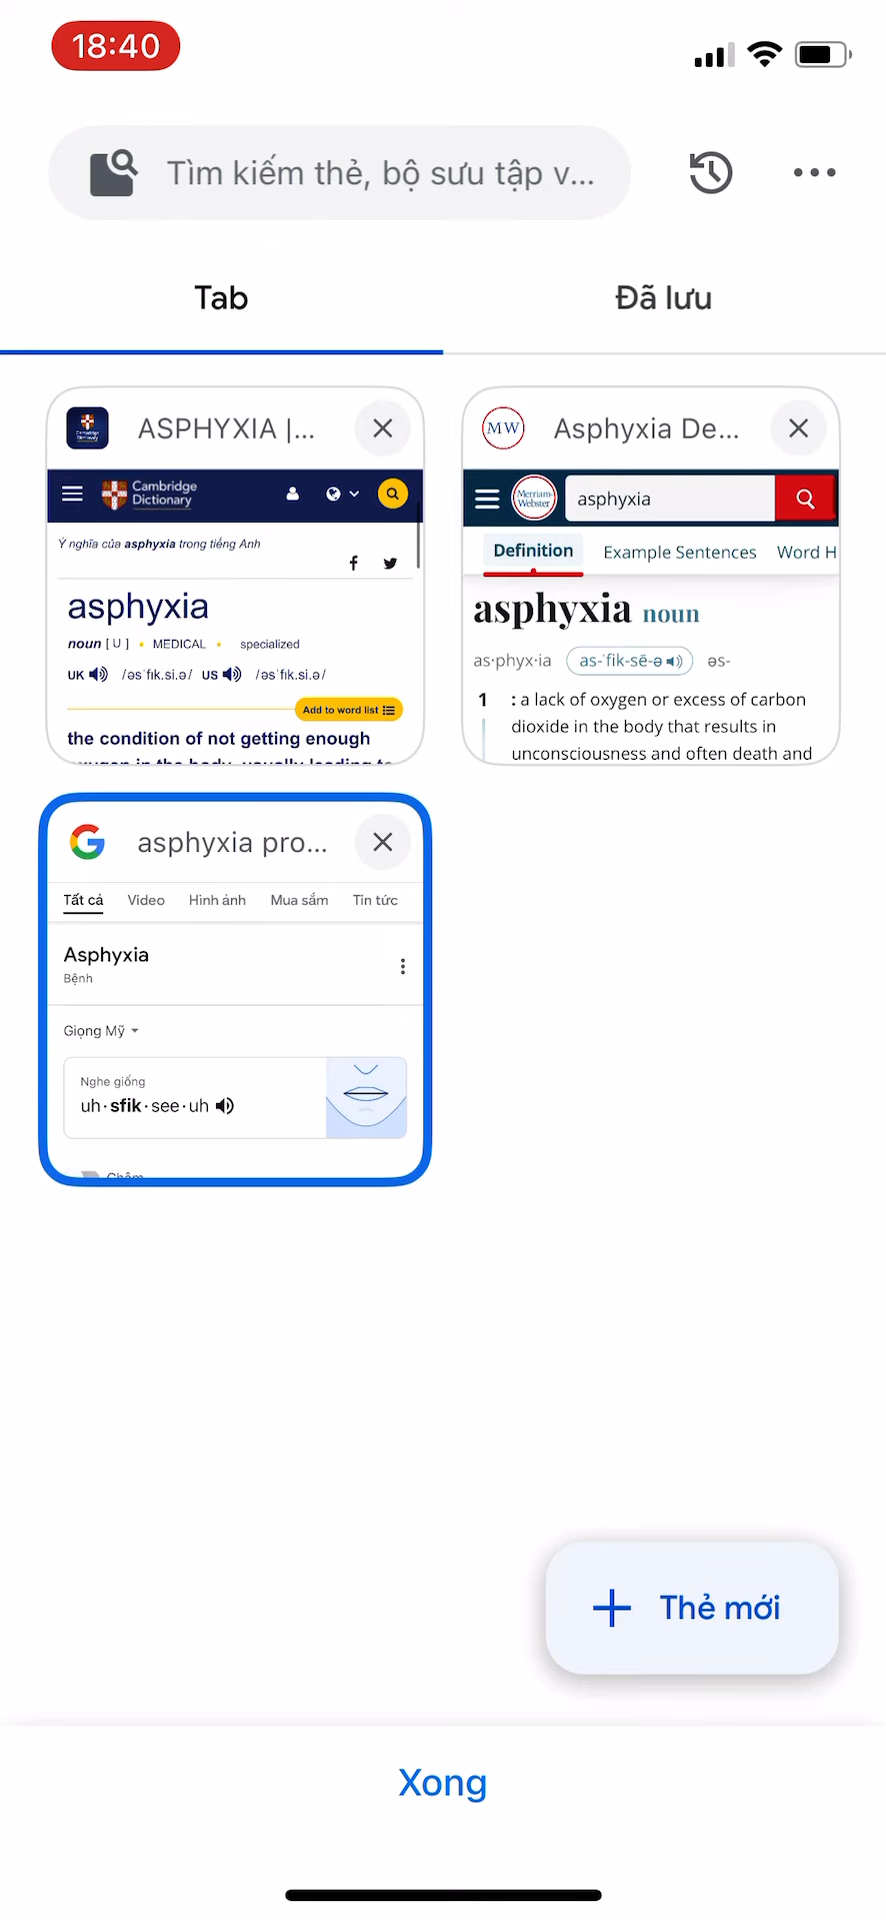 18:40
Tìm kiếm thẻ, bộ sưu tập v...
Tab
Đã lưu
ASPHYXIA |...
Cambridge
Dictionary
Ý nghĩa của asphyxia trong tiếng Anh
asphyxia
noun [ U ] • MEDICAL • specialized
UK /əsˈfɪk.si.ə/ US /əsˈfɪk.si.ə/
Add to word list
the condition of not getting enough
Asphyxia De...
MW
Merriam-
Webster
asphyxia
Definition Example Sentences Word H
asphyxia noun
as·phyx·ia as-ˈfik-sē-ə əs-
1 : a lack of oxygen or excess of carbon
dioxide in the body that results in
unconsciousness and often death and
asphyxia pro...
Tất cả Video Hình ảnh Mua sắm Tin tức
Asphyxia
Bệnh
Giọng Mỹ
Nghe giống
uh·sfik·see·uh
Thẻ mới
Xong